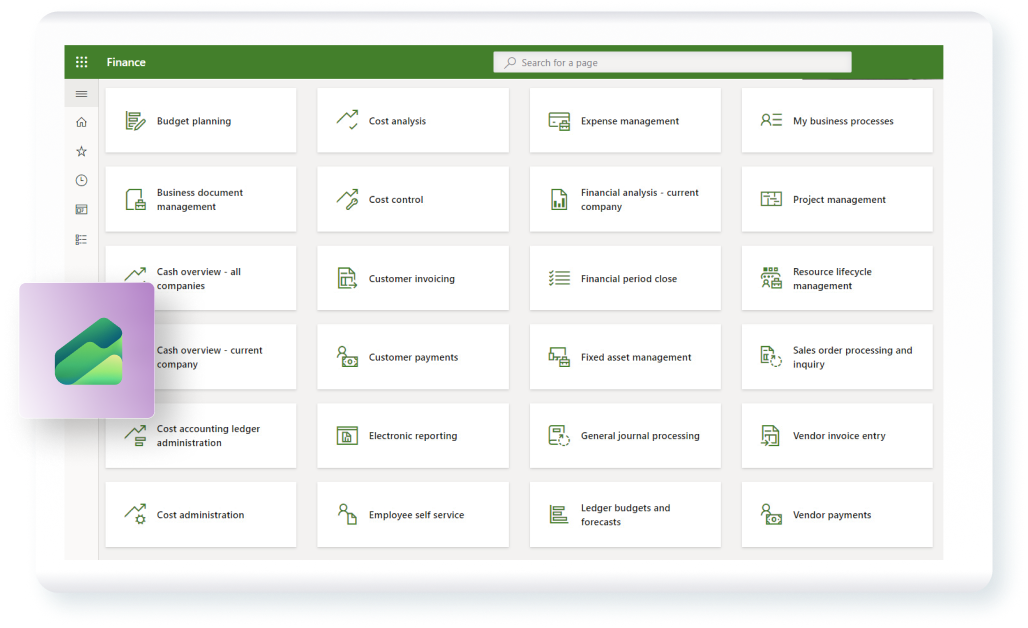 Finance
Search for a page
Budget planning
Cost analysis
Expense management
My business processes
Business document
management
Cost control
Financial analysis - current
company
Project management
Cash overview - all
companies
Customer invoicing
Financial period close
Resource lifecycle
management
Cash overview - current
company
Customer payments
Fixed asset management
Sales order processing and
inquiry
Cost accounting ledger
administration
Electronic reporting
General journal processing
Vendor invoice entry
Cost administration
Employee self service
Ledger budgets and
forecasts
Vendor payments